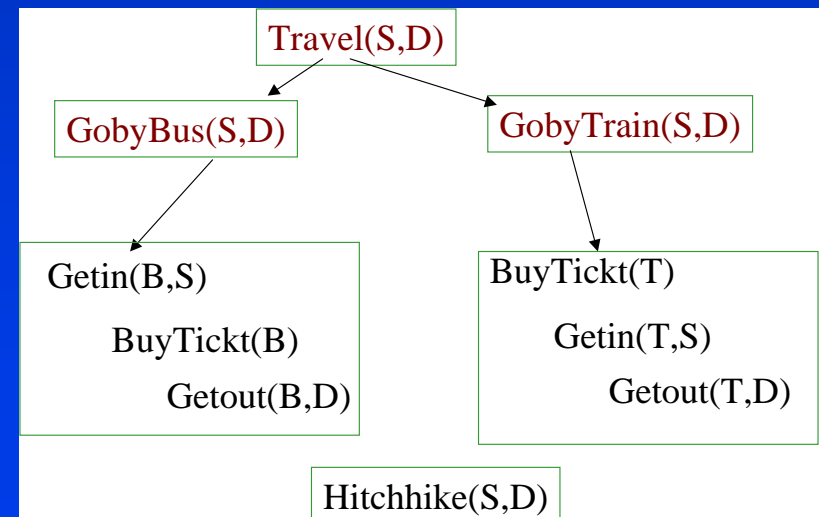 Travel(S,D)
GobyBus(S,D)
GobyTrain(S,D)
Getin(B,S)
BuyTickt(B)
Getout(B,D)
BuyTickt(T)
Getin(T,S)
Getout(T,D)
Hitchhike(S,D)